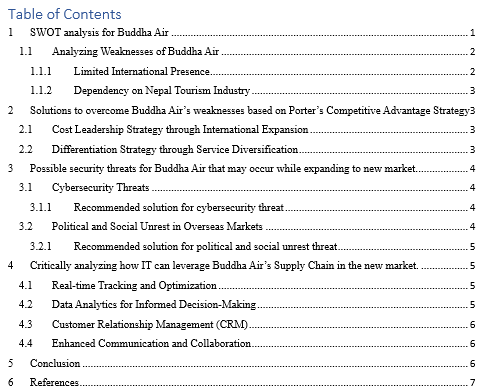 Table of Contents
1 SWOT analysis for Buddha Air 1
1.1 Analyzing Weaknesses of Buddha Air 2
1.1.1 Limited International Presence 2
1.1.2 Dependency on Nepal Tourism Industry 3
2 Solutions to overcome Buddha Air's weaknesses based on Porter's Competitive Advantage Strategy3
2.1 Cost Leadership Strategy through International Expansion 3
2.2 Differentiation Strategy through Service Diversification 3
3 Possible security threats for Buddha Air that may occur while expanding to new market. 4
3.1 Cybersecurity Threats 4
3.1.1 Recommended solution for cybersecurity threat 4
3.2 Political and Social Unrest in Overseas Markets 4
3.2.1 Recommended solution for political and social unrest threat 5
4 Critically analyzing how IT can leverage Buddha Air's Supply Chain in the new market. 5
4.1 Real-time Tracking and Optimization 5
4.2 Data Analytics for Informed Decision-Making 5
4.3 Customer Relationship Management (CRM) 6
4.4 Enhanced Communication and Collaboration 6
5 Conclusion 6
6 References 7